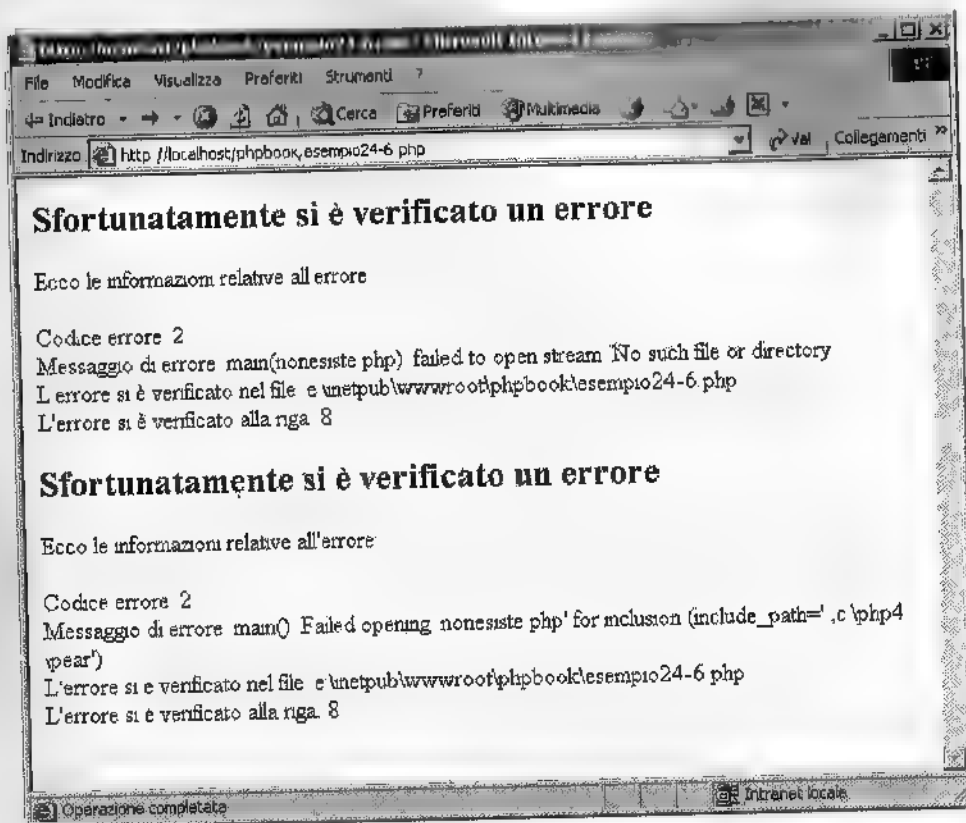 File Modifica Visualizza Preferiti Strumenti ?
Indietro Cerca Preferiti Multimedia
Indirizzo http //localhost/phpbook,esempio24-6 php Vai Collegamenti »
Sfortunatamente si è verificato un errore
Ecco le informazioni relative all errore
Codice errore 2
Messaggio di errore main(nonesiste php) failed to open stream No such file or directory
L errore si è verificato nel file e \inetpub\wwwroot\phpbook\esempio24-6.php
L'errore si è verificato alla riga 8
Sfortunatamente si è verificato un errore
Ecco le informazioni relative all'errore
Codice errore 2
Messaggio di errore main() Failed opening nonesiste php' for inclusion (include_path=' ,c \php4
\pear')
L'errore si e verificato nel file e \inetpub\wwwroot\phpbook\esempio24-6 php
L'errore si è verificato alla riga. 8
Operazione completata Intranet locale